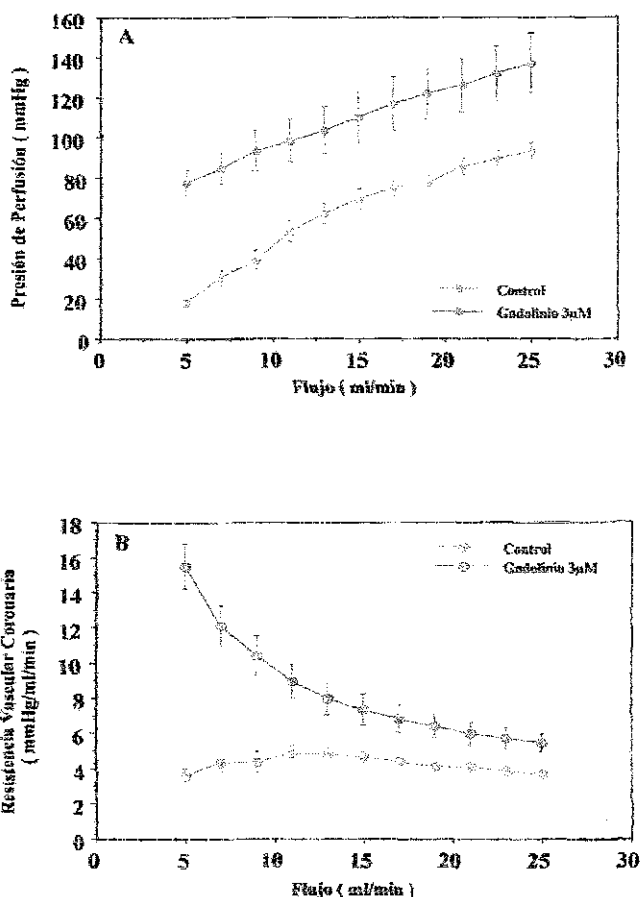 A
160
140
120
100
80
60
40
20
0
Presión de Perfusión ( mmHg )
Control
Gadolinio 3µM
0 5 10 15 20 25 30
Flujo ( ml/min )
B
18
16
14
12
10
8
6
4
2
0
Resistencia Vascular Coronaria
( mmHg/ml/min )
Control
Gadolinio 3µM
0 5 10 15 20 25 30
Flujo ( ml/min )